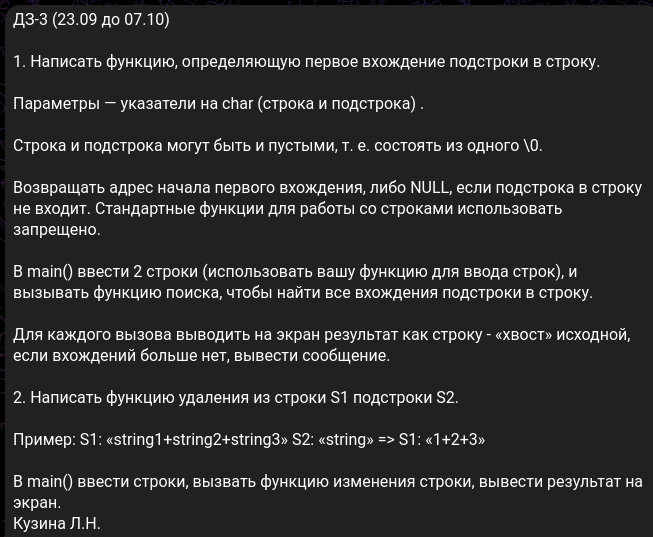 ДЗ-3 (23.09 до 07.10)
1. Написать функцию, определяющую первое вхождение подстроки в строку.
Параметры — указатели на char (строка и подстрока) .
Строка и подстрока могут быть и пустыми, т. е. состоять из одного \0.
Возвращать адрес начала первого вхождения, либо NULL, если подстрока в строку
не входит. Стандартные функции для работы со строками использовать
запрещено.
В main() ввести 2 строки (использовать вашу функцию для ввода строк), и
вызывать функцию поиска, чтобы найти все вхождения подстроки в строку.
Для каждого вызова выводить на экран результат как строку - «хвост» исходной,
если вхождений больше нет, вывести сообщение.
2. Написать функцию удаления из строки S1 подстроки S2.
Пример: S1: «string1+string2+string3» S2: «string» => S1: «1+2+3»
В main() ввести строки, вызвать функцию изменения строки, вывести результат на
экран.
Кузина Л.Н.